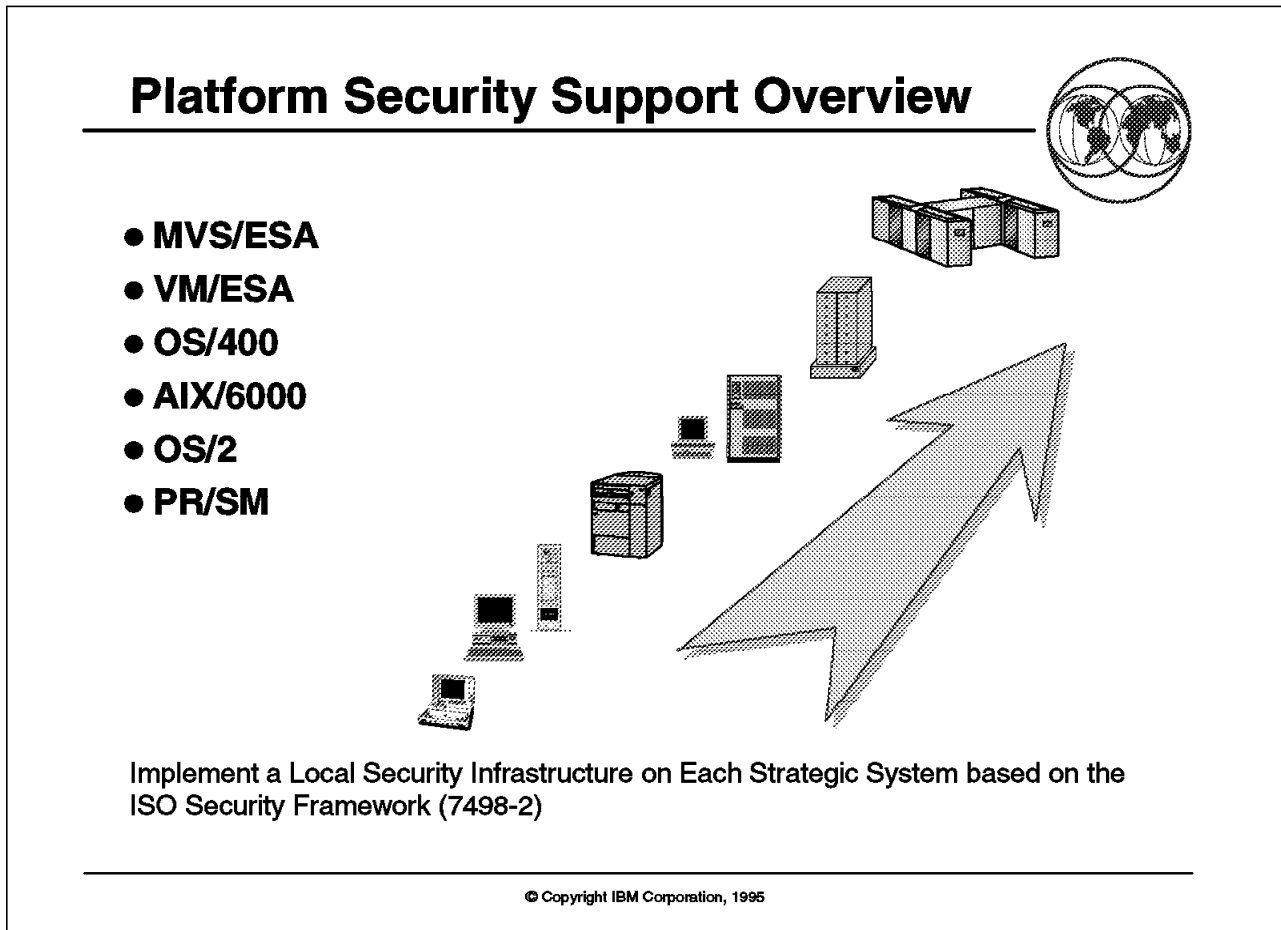 Platform Security Support Overview
● MVS/ESA
● VM/ESA
● OS/400
● AIX/6000
● OS/2
● PR/SM
Implement a Local Security Infrastructure on Each Strategic System based on the
ISO Security Framework (7498-2)
© Copyright IBM Corporation, 1995